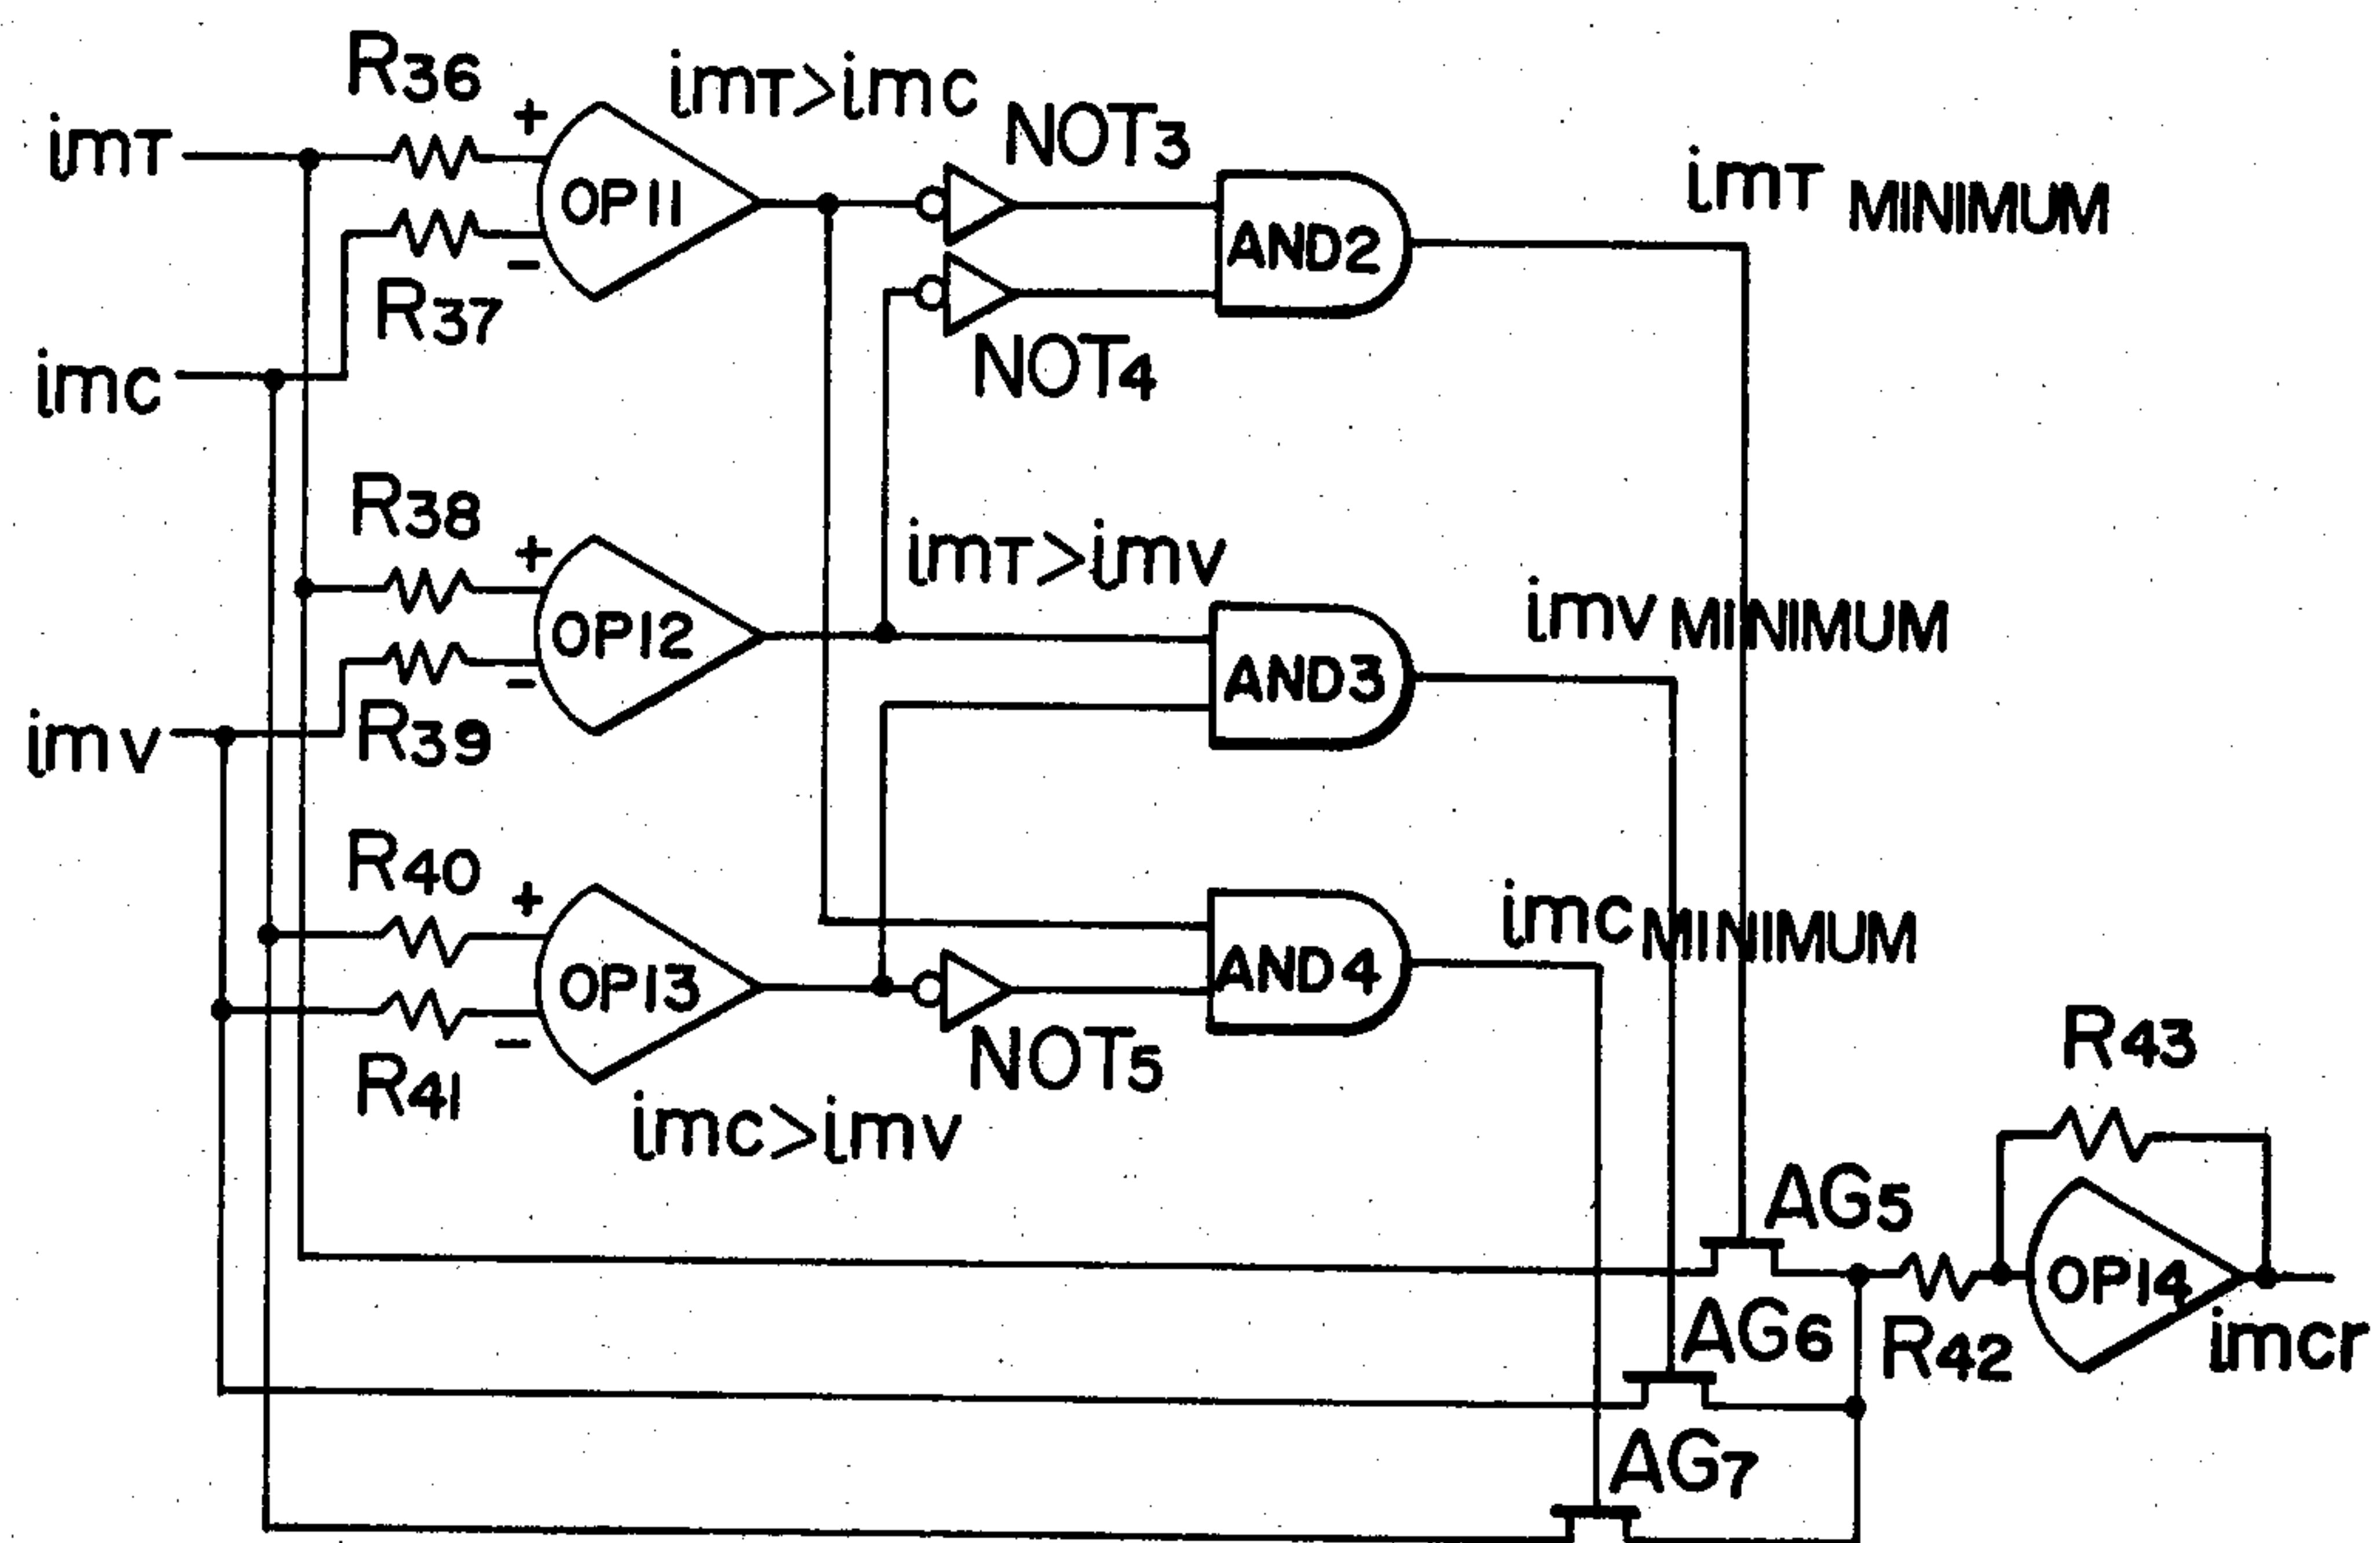 R36
imT>imc
NOT3
imT
+
OP11
imT MINIMUM
AND2
R37
-
NOT4
imc
R38
+
imT>imv
OP12
imv MINIMUM
AND3
-
R39
imv
R40
+
imc MINIMUM
OP13
AND4
R41
-
NOT5
imc>imv
R43
AG5
OP14
AG6
R42
imcr
AG7